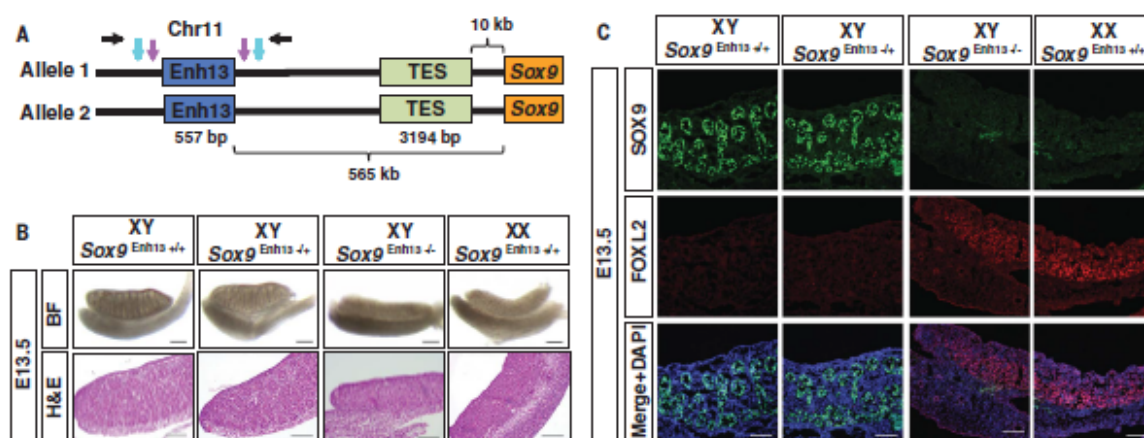 A
Chr11
10 kb
Allele 1
Enh13
TES
Sox9
Allele 2
Enh13
TES
Sox9
557 bp
3194 bp
565 kb
B
XY
Sox9 Enh13 +/+
XY
Sox9 Enh13 -/+
XY
Sox9 Enh13 -/-
XX
Sox9 Enh13 +/+
E13.5
BF
H&E
C
XY
Sox9 Enh13 +/+
XY
Sox9 Enh13 -/+
XY
Sox9 Enh13 -/-
XX
Sox9 Enh13 +/+
E13.5
SOX9
FOXL2
Merge+DAPI